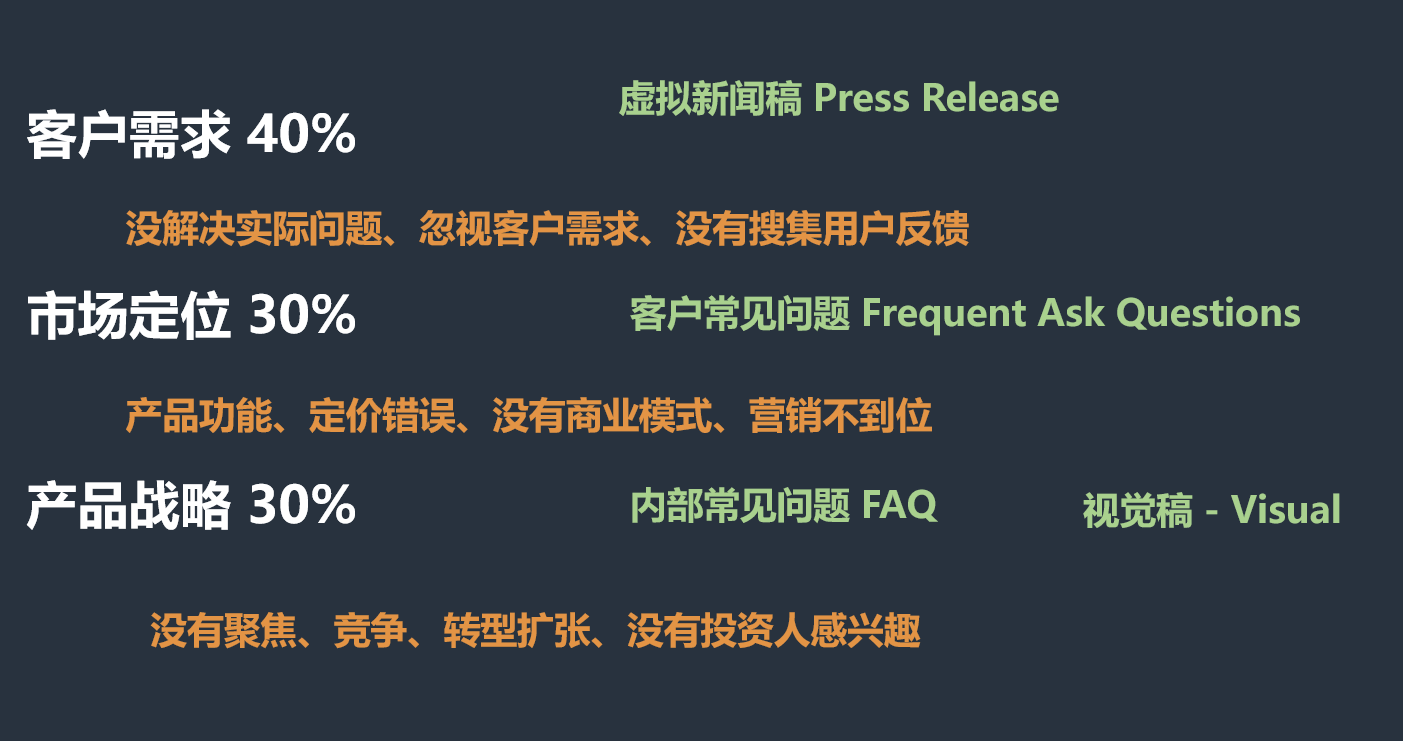 虚拟新闻稿 Press Release
客户需求 40%
没解决实际问题、忽视客户需求、没有搜集用户反馈
市场定位 30%
客户常见问题 Frequent Ask Questions
产品功能、定价错误、没有商业模式、营销不到位
产品战略 30%
内部常见问题 FAQ
视觉稿 - Visual
没有聚焦、竞争、转型扩张、没有投资人感兴趣